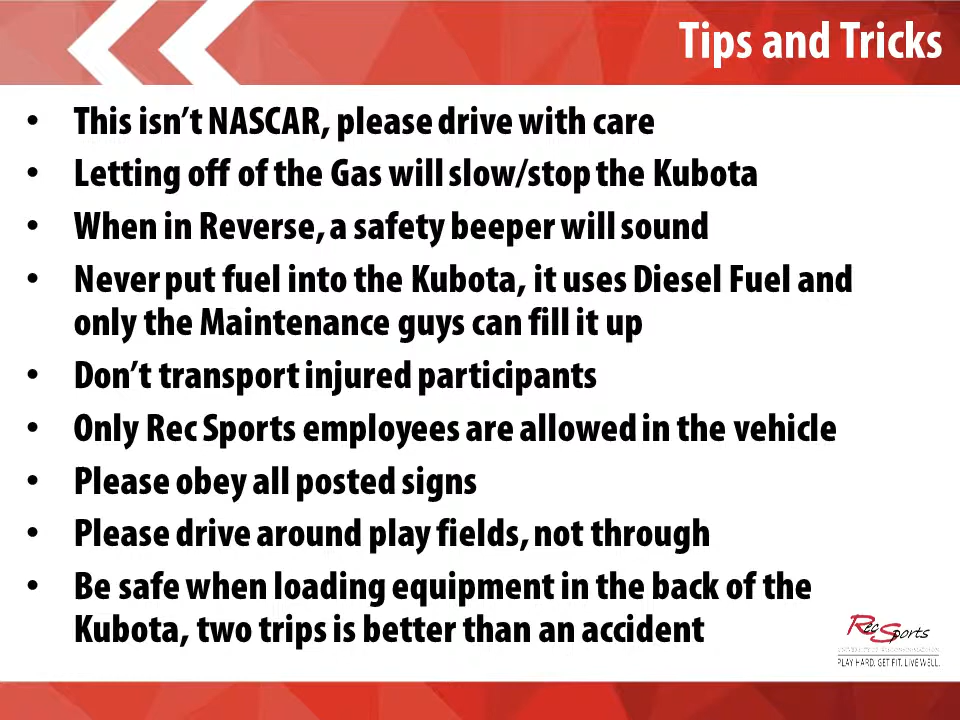 Tips and Tricks
• This isn't NASCAR, please drive with care
• Letting off of the Gas will slow/stop the Kubota
• When in Reverse, a safety beeper will sound
• Never put fuel into the Kubota, it uses Diesel Fuel and
only the Maintenance guys can fill it up
• Don't transport injured participants
• Only Rec Sports employees are allowed in the vehicle
• Please obey all posted signs
• Please drive around play fields, not through
• Be safe when loading equipment in the back of the
Kubota, two trips is better than an accident
Rec Sports
PLAY HARD. GET FIT. LIVE WELL.